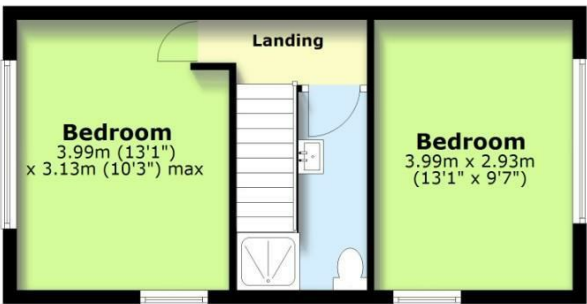 Landing
Bedroom
3.99m (13'1")
x 3.13m (10'3") max
Bedroom
3.99m x 2.93m
(13'1" x 9'7")